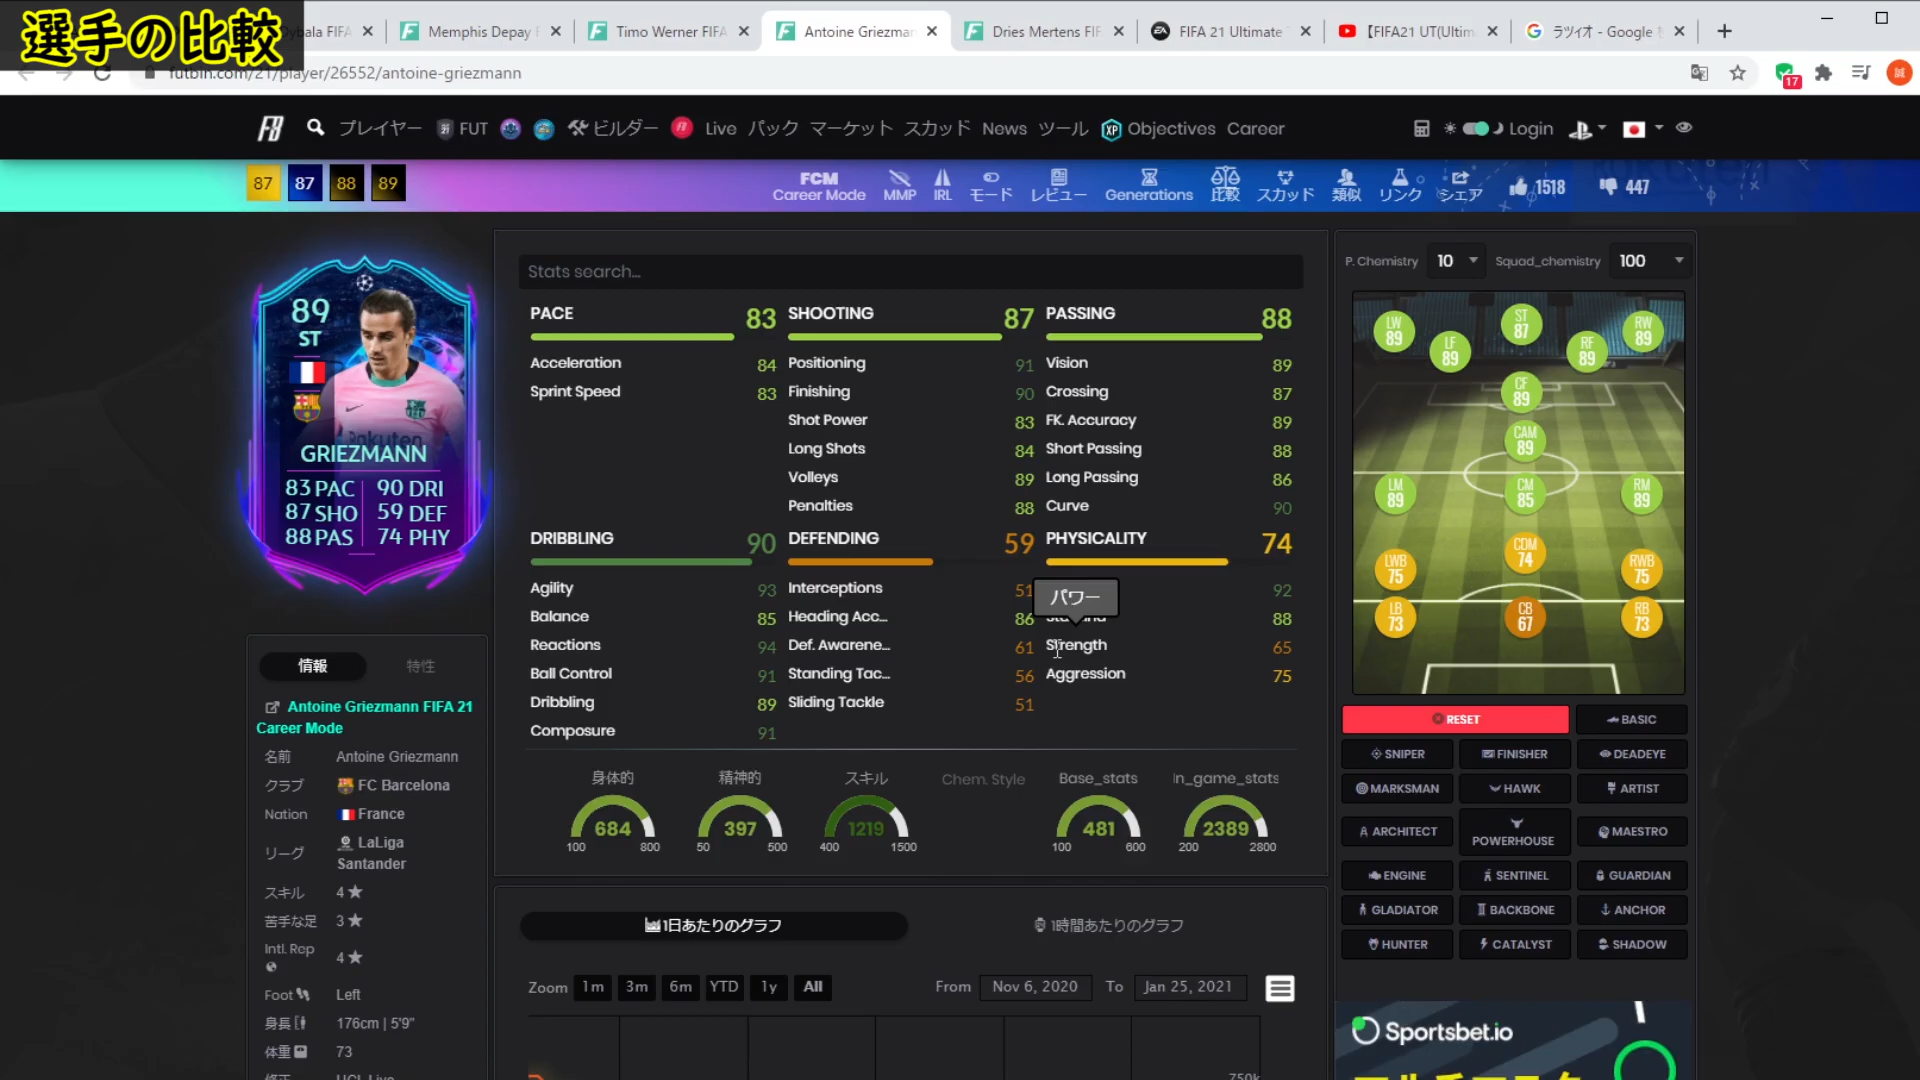 選手の比較
Dybala FIFA
Memphis Depay F
Timo Werner FIFA
Antoine Griezmann
Dries Mertens FIF
FIFA 21 Ultimate T
【FIFA21 UT(Ultim
ラツィオ - Google 検
futbin.com/21/player/26552/antoine-griezmann
17
プレイヤー FUT ビルダー Live パック マーケット スカッド News ツール Objectives Career Login
87 87 88 89
FCM
Career Mode MMP IRL モード レビュー Generations 比較 スカッド 類似 リンク シェア 1518 447
89
ST
Rakuten
GRIEZMANN
83 PAC 90 DRI
87 SHO 59 DEF
88 PAS 74 PHY
情報 特性
Antoine Griezmann FIFA 21
Career Mode
名前 Antoine Griezmann
クラブ FC Barcelona
Nation France
リーグ LaLiga
Santander
スキル 4★
苦手な足 3★
Intl. Rep 4★
Foot Left
身長 176cm | 5'9"
体重 73
Stats search...
PACE 83
Acceleration 84
Sprint Speed 83
SHOOTING 87
Positioning 91
Finishing 90
Shot Power 83
Long Shots 84
Volleys 89
Penalties 88
PASSING 88
Vision 89
Crossing 87
FK. Accuracy 89
Short Passing 88
Long Passing 86
Curve 90
DRIBBLING 90
Agility 93
Balance 85
Reactions 94
Ball Control 91
Dribbling 89
Composure 91
DEFENDING 59
Interceptions 51
Heading Acc... 86
Def. Awarene... 61
Standing Tac... 56
Sliding Tackle 51
PHYSICALITY 74
パワー
92
Stamina 88
Strength 65
Aggression 75
身体的 精神的 スキル Chem. Style Base_stats In_game_stats
684 397 1219 481 2389
100 800 50 500 400 1500 100 600 200 2800
1日あたりのグラフ 1時間あたりのグラフ
Zoom 1m 3m 6m YTD 1y All From Nov 6, 2020 To Jan 25, 2021
750k
P. Chemistry 10 Squad_chemistry 100
LW
89
LF
89
ST
87
RF
89
RW
89
CF
89
CAM
89
LM
89
CM
85
RM
89
CDM
74
LWB
75
RWB
75
LB
73
CB
67
RB
73
RESET BASIC
SNIPER FINISHER DEADEYE
MARKSMAN HAWK ARTIST
ARCHITECT POWERHOUSE MAESTRO
ENGINE SENTINEL GUARDIAN
GLADIATOR BACKBONE ANCHOR
HUNTER CATALYST SHADOW
Sportsbet.io